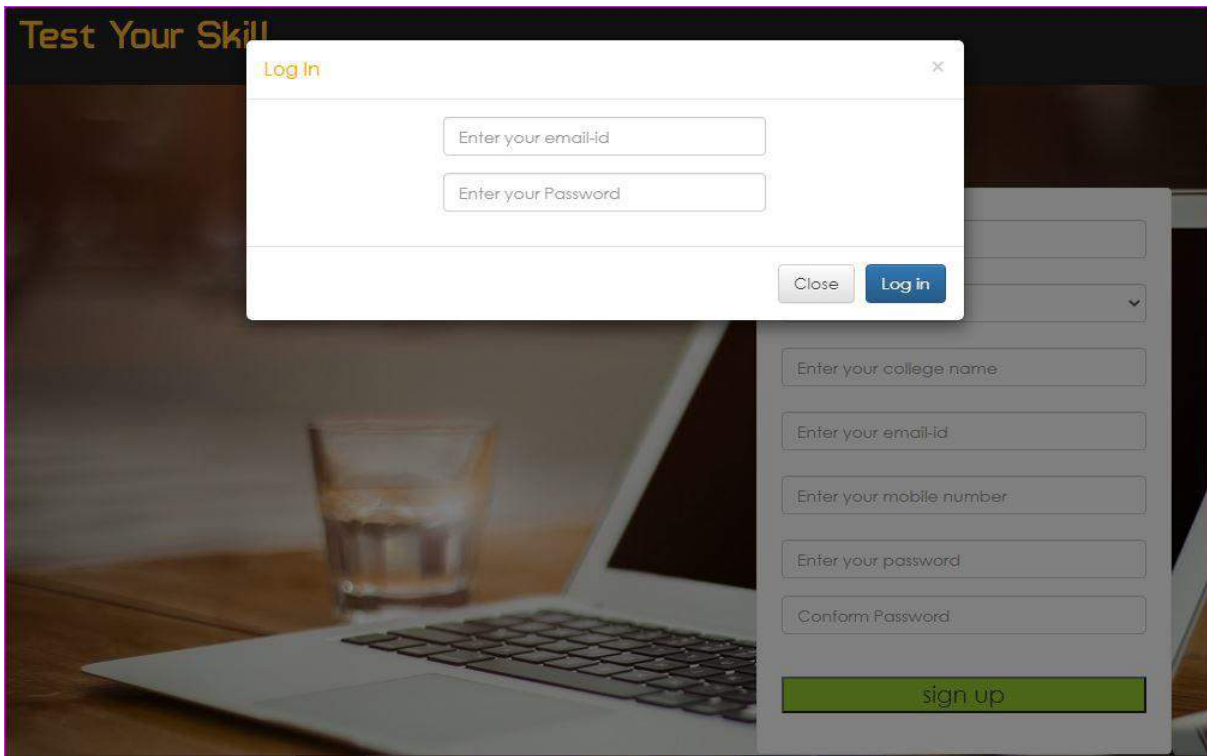 Test Your Skill
Log In
×
Enter your email-id
Enter your Password
Close Log in
Enter your college name
Enter your email-id
Enter your mobile number
Enter your password
Conform Password
sign up